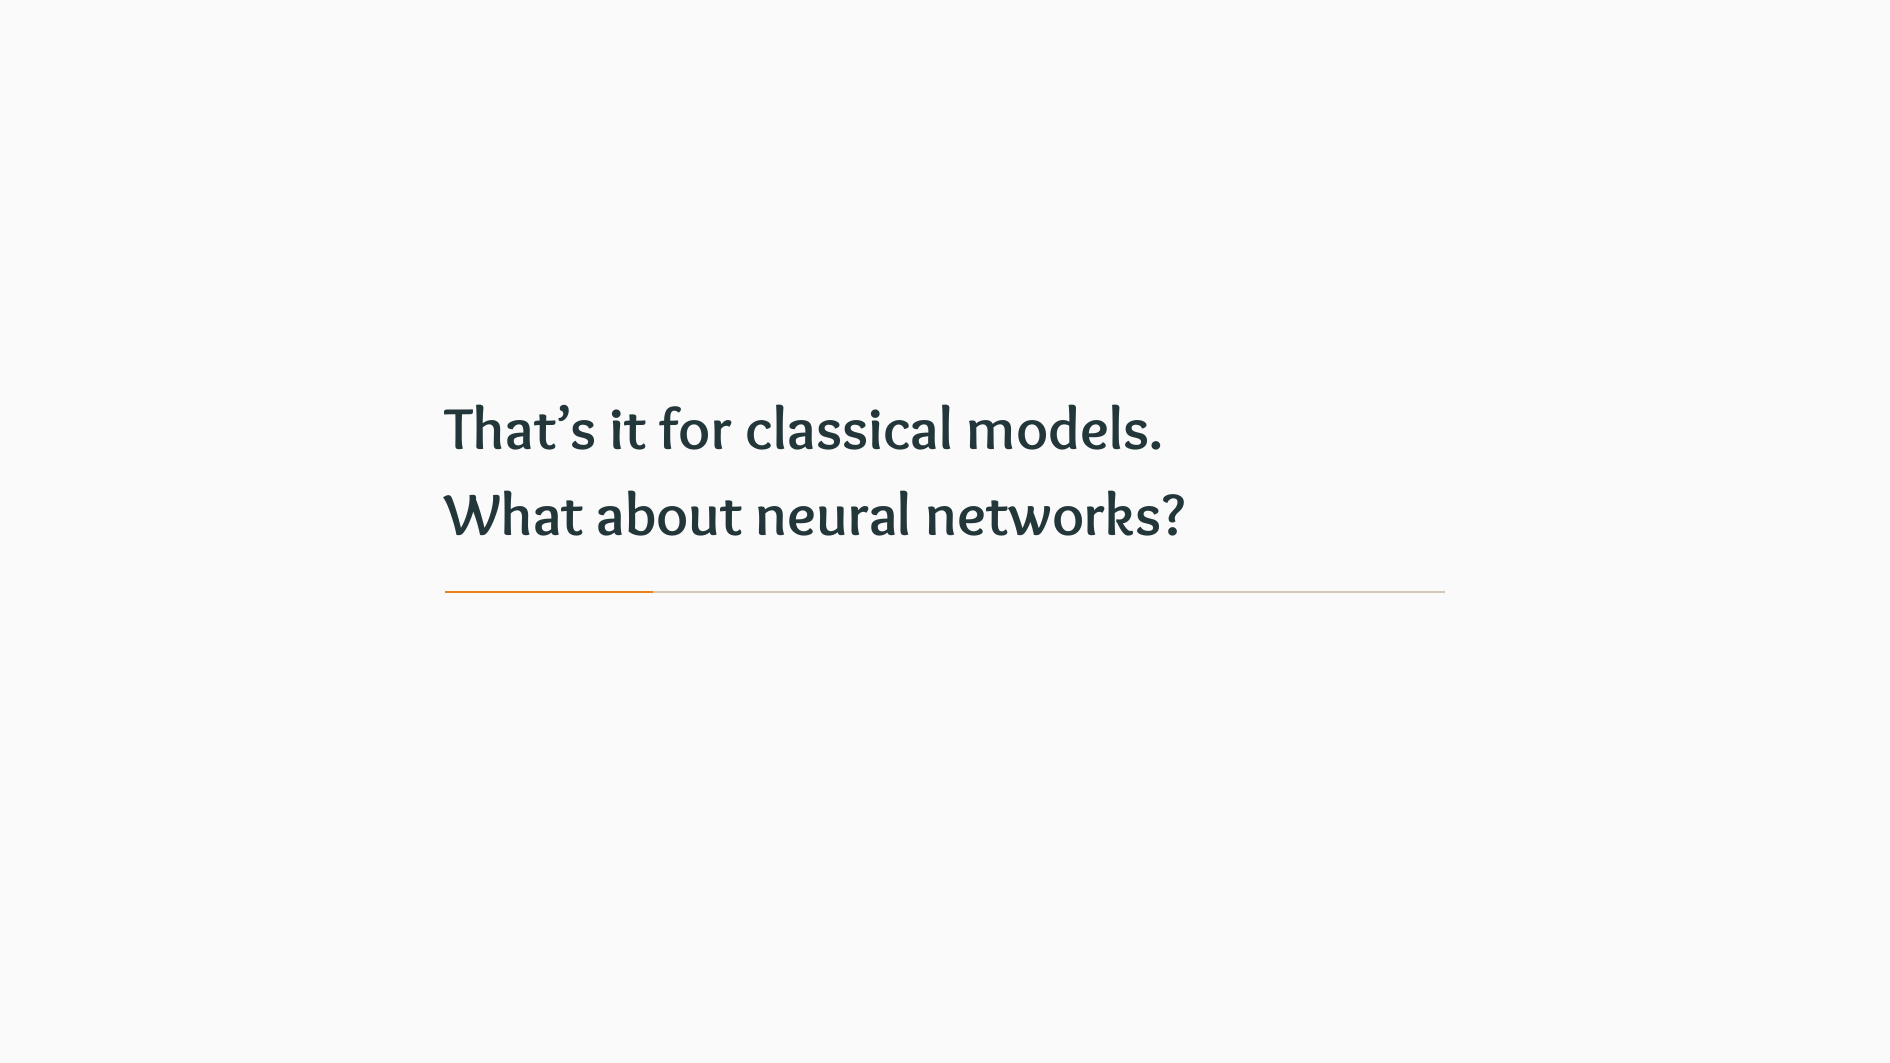 That’s it for classical models.
What about neural networks?